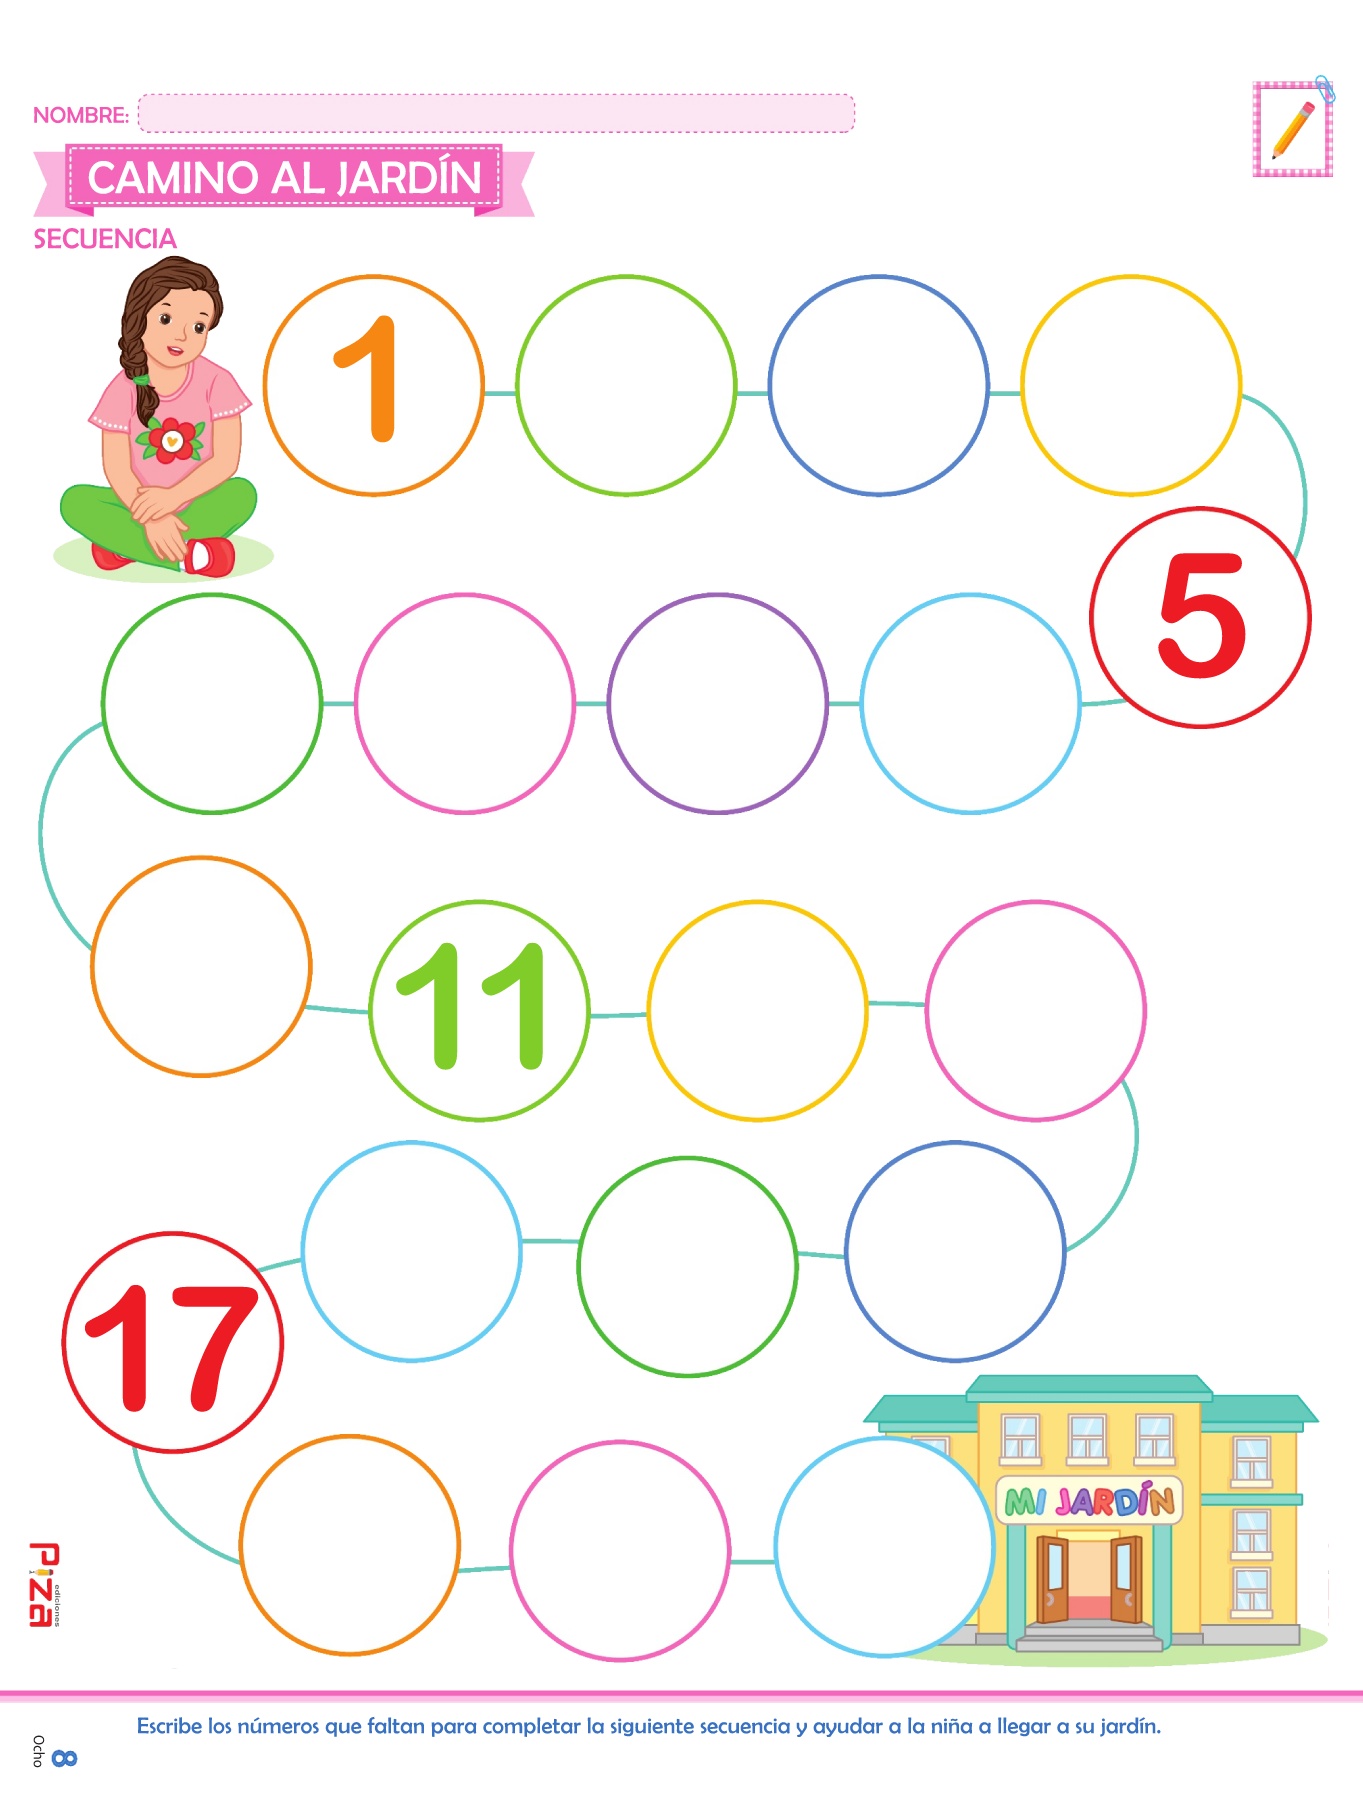 NOMBRE:
CAMINO AL JARDÍN
SECUENCIA
1
5
11
17
MI JARDÍN
Piza
ediciones
Escribe los números que faltan para completar la siguiente secuencia y ayudar a la niña a llegar a su jardín.
Ocho
8